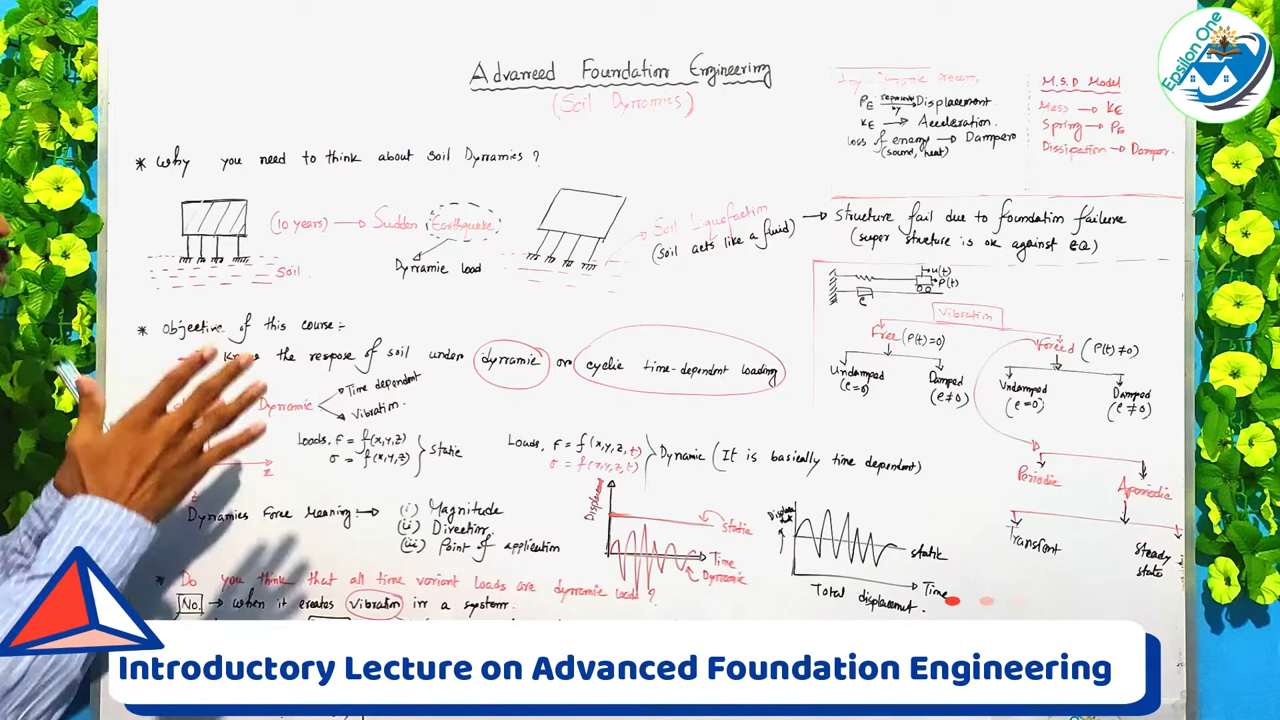 Advanced Foundation Engineering
(Soil Dynamics)
P.E represents by Displacement
K.E → Acceleration.
Loss of enemy → Dampero
(sound, heat)
M.S.D Model
Mass → KE
Spring → PE
Dissipation → Damper.
Epsilon One
* Why you need to think about Soil Dynamics ?
(10 years) → Sudden Earthquake
Dynamic load
Soil
Soil Liquefaction
(soil acts like a fluid)
→ Structure fail due to foundation failure
(super structure is ok against EQ)
u(t)
P(t)
c
Vibration
Free (P(t)=0)
Forced (P(t) ≠ 0)
Undamped (c=0)
Damped (c≠0)
Undamped (c=0)
Damped (c≠0)
Periodic
Aperiodic
Transient
Steady state
* Objective of this course:-
the respose of soil under dynamic or cyclic time-dependent loading
Dynamic
Time dependent
Vibration.
Loads, F = f(x,y,z)
σ = f(x,y,z)
Static
Loads, F = f(x,y,z,t)
σ = f(x,y,z,t)
Dynamic (It is basically time dependent)
x
z
Dynamics Force Meaning:→ (i) Magnitude
(ii) Direction
(iii) Point of application
Static
Time
Dynamic
static
Time
Total displacement.
* Do you think that all time variant Loads are dynamic loads ?
No. → when it creates vibration in a system.
Introductory Lecture on Advanced Foundation Engineering